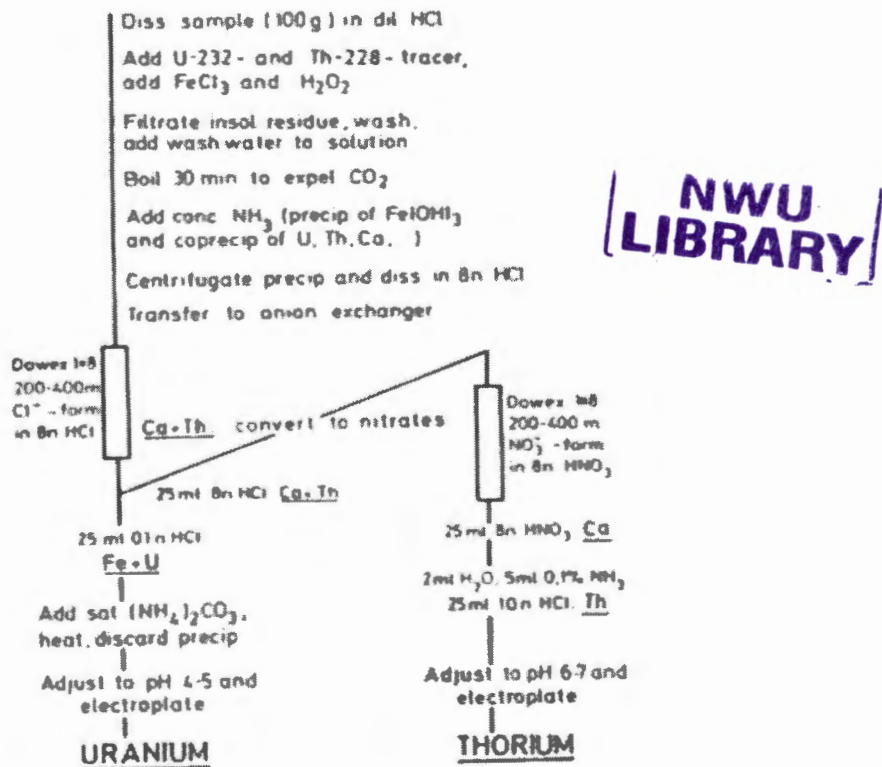 Diss sample (100g) in dil HCl
Add U-232- and Th-228-tracer,
add FeCl₃ and H₂O₂
Filtrate insol residue, wash,
add wash water to solution
Boil 30 min to expel CO₂
Add conc NH₃ (precip of Fe(OH)₃
and coprecip of U, Th, Ca, )
Centrifugate precip and diss in 8n HCl
Transfer to anion exchanger
NWU
LIBRARY
Dowex 1×8
200-400m
Cl⁻ - form
in 8n HCl
Ca+Th convert to nitrates
25ml 8n HCl Ca+Th
Dowex 1×8
200-400 m
NO₃⁻ - form
in 8n HNO₃
25 ml 0.1n HCl
Fe+U
25ml 8n HNO₃ Ca
2ml H₂O, 5ml 0,1% NH₃
25ml 10n HCl. Th
Add sat (NH₄)₂CO₃,
heat, discard precip
Adjust to pH 4-5 and
electroplate
URANIUM
Adjust to pH 6-7 and
electroplate
THORIUM